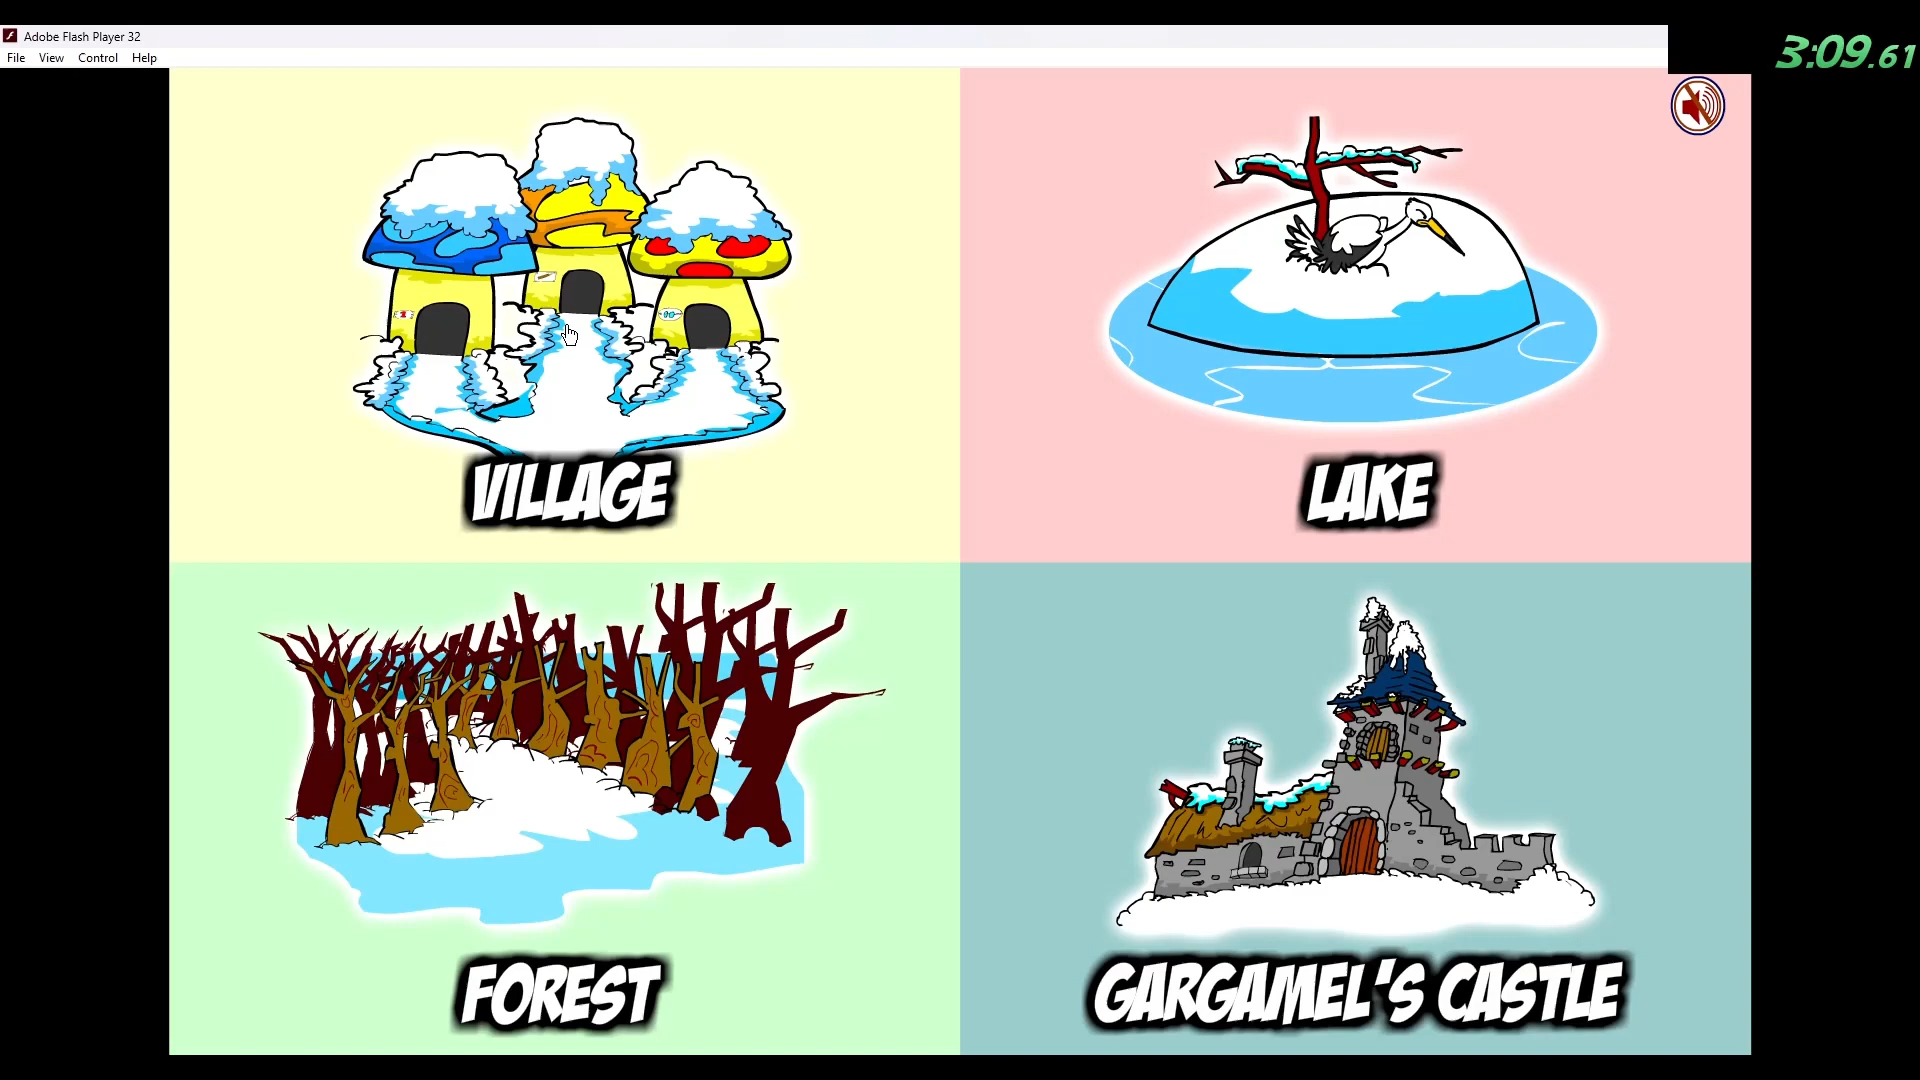 Adobe Flash Player 32
File View Control Help
3:09.61
VILLAGE
LAKE
FOREST
GARGAMEL'S CASTLE